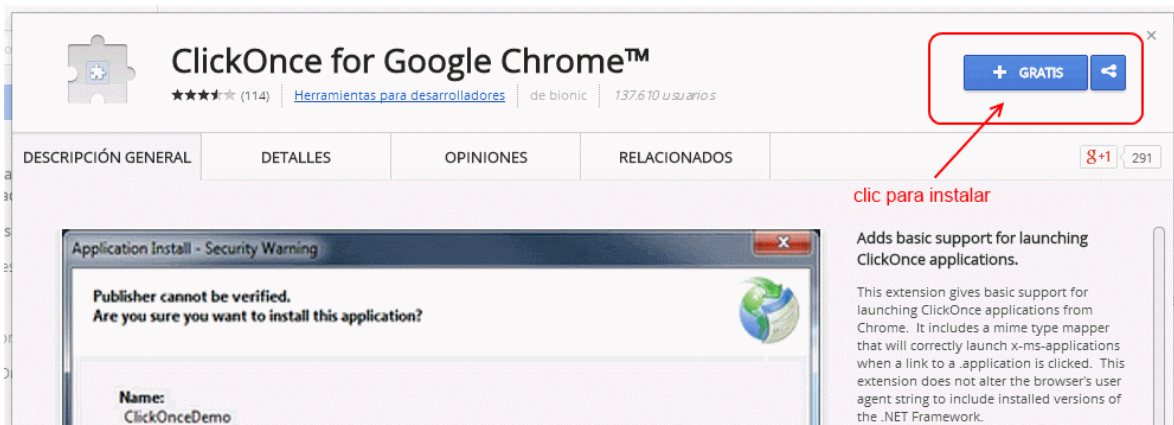 ClickOnce for Google Chrome™
(114) Herramientas para desarrolladores de bionic 137.610 usuarios
+ GRATIS
DESCRIPCIÓN GENERAL DETALLES OPINIONES RELACIONADOS
g+1 291
clic para instalar
Application Install - Security Warning
Publisher cannot be verified.
Are you sure you want to install this application?
Name:
ClickOnceDemo
Adds basic support for launching
ClickOnce applications.
This extension gives basic support for
launching ClickOnce applications from
Chrome. It includes a mime type mapper
that will correctly launch x-ms-applications
when a link to a .application is clicked. This
extension does not alter the browser's user
agent string to include installed versions of
the .NET Framework.